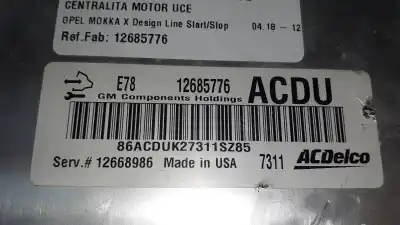 CENTRALITA MOTOR UCE
OPEL MOKKA X Design Line Start/Stop 04.18 - 12
Ref.Fab: 12685776
E78 12685776 ACDU
GM Components Holdings
86ACDUK27311SZ85
Serv.# 12668986 Made in USA 7311 ACDelco